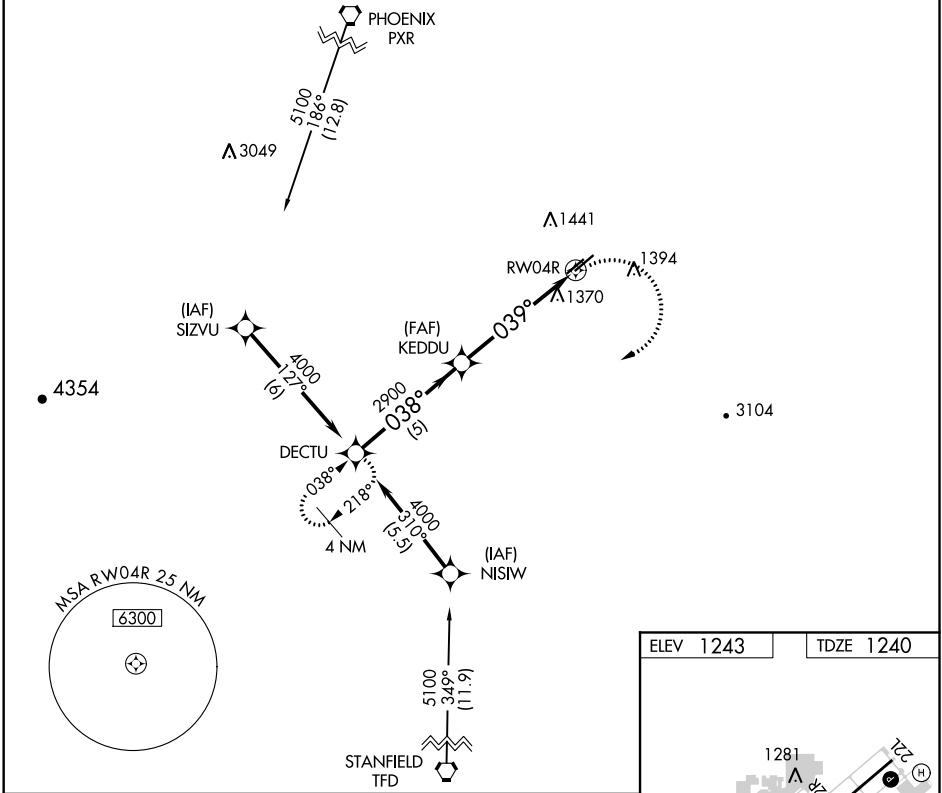 PHOENIX
PXR
5100
186°
(12.8)
3049
1441
RW04R
1394
1370
039°
(IAF)
SIZVU
4000
127°
(6)
(FAF)
KEDDU
2900
038°
(5)
4354
3104
DECTU
038°
218°
4 NM
4000
310°
(5.5)
(IAF)
NISIW
MSA RW04R 25 NM
6300
5100
349°
(11.9)
STANFIELD
TFD
ELEV 1243
TDZE 1240
1281
22L
H
P